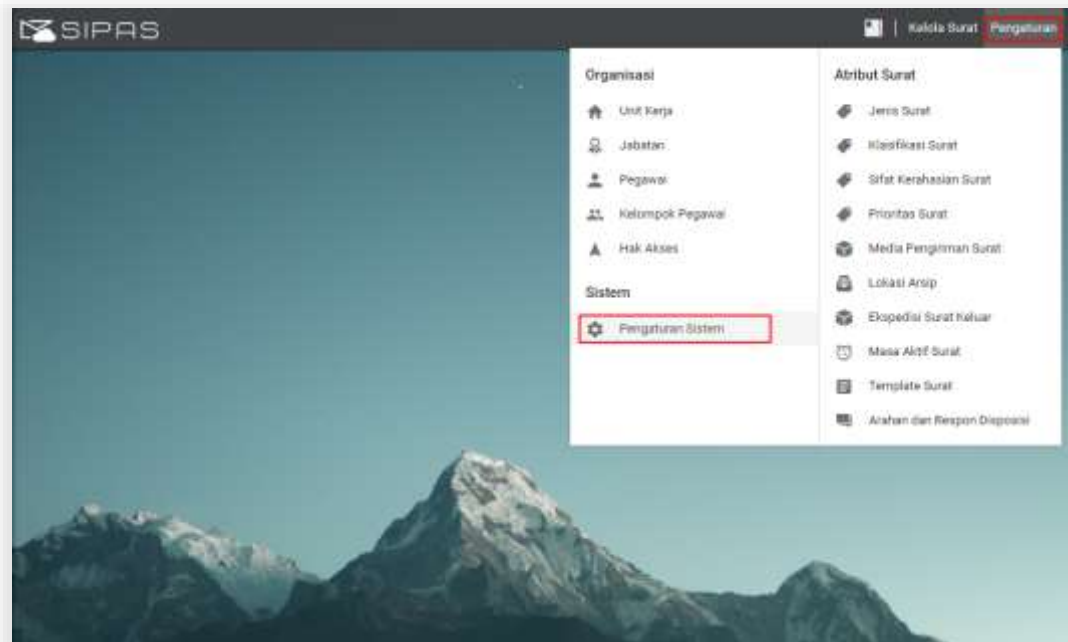 SIPAS
Kelola Surat
Pengaturan
Organisasi
Unit Kerja
Jabatan
Pegawai
Kelompok Pegawai
Hak Akses
Sistem
Pengaturan Sistem
Atribut Surat
Jenis Surat
Klasifikasi Surat
Sifat Kerahasian Surat
Prioritas Surat
Media Pengiriman Surat
Lokasi Arsip
Ekspedisi Surat Keluar
Masa Aktif Surat
Template Surat
Arahan dan Respon Disposisi